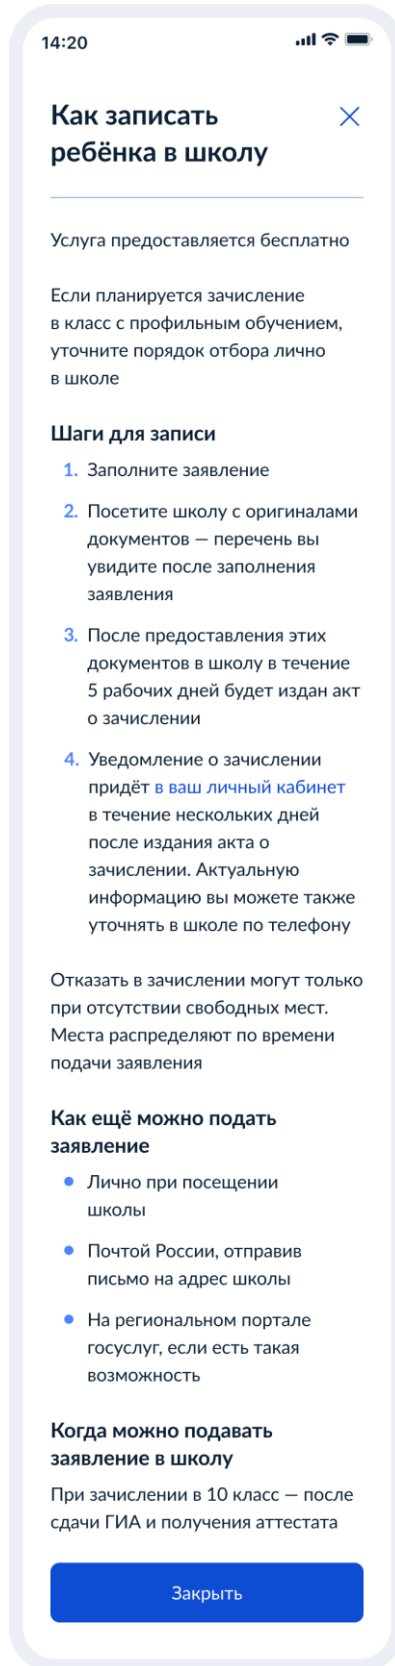 14:20
Как записать
ребёнка в школу
Услуга предоставляется бесплатно
Если планируется зачисление
в класс с профильным обучением,
уточните порядок отбора лично
в школе
Шаги для записи
1. Заполните заявление
2. Посетите школу с оригиналами
документов — перечень вы
увидите после заполнения
заявления
3. После предоставления этих
документов в школу в течение
5 рабочих дней будет издан акт
о зачислении
4. Уведомление о зачислении
придёт в ваш личный кабинет
в течение нескольких дней
после издания акта о
зачислении. Актуальную
информацию вы можете также
уточнять в школе по телефону
Отказать в зачислении могут только
при отсутствии свободных мест.
Места распределяют по времени
подачи заявления
Как ещё можно подать
заявление
• Лично при посещении
школы
• Почтой России, отправив
письмо на адрес школы
• На региональном портале
госуслуг, если есть такая
возможность
Когда можно подавать
заявление в школу
При зачислении в 10 класс — после
сдачи ГИА и получения аттестата
Закрыть